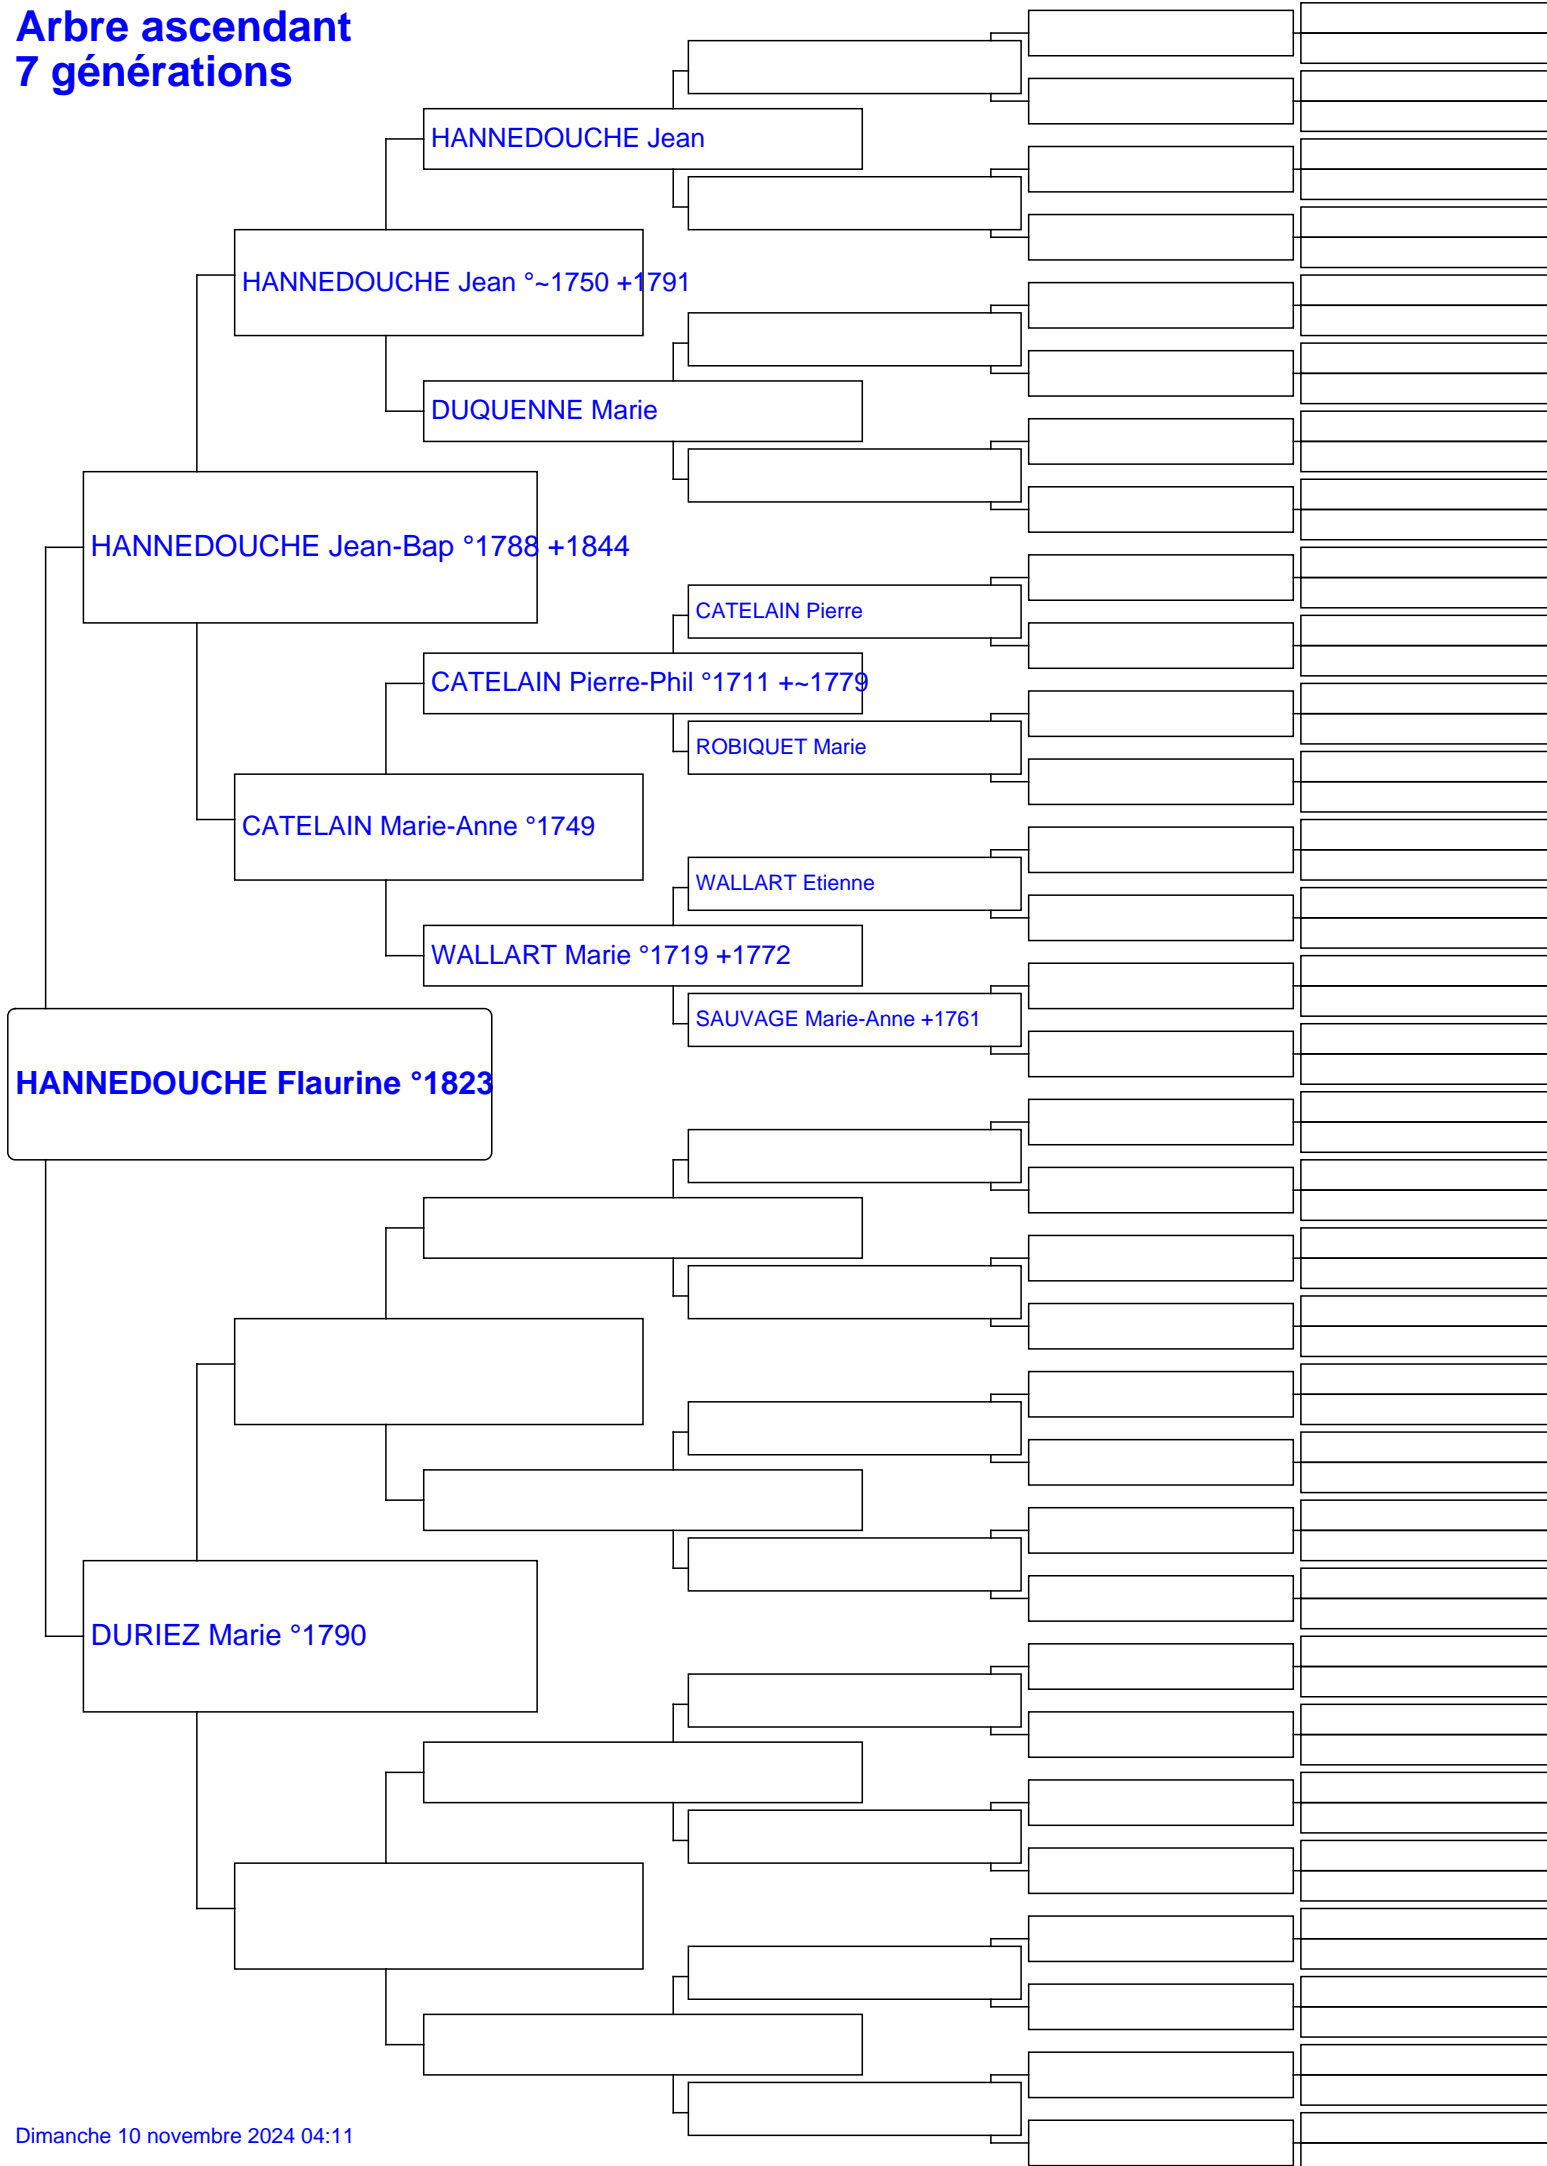 Arbre ascendant
7 générations
HANNEDOUCHE Jean
HANNEDOUCHE Jean °~1750 +1791
DUQUENNE Marie
HANNEDOUCHE Jean-Bap °1788 +1844
CATELAIN Pierre
CATELAIN Pierre-Phil °1711 +~1779
ROBIQUET Marie
CATELAIN Marie-Anne °1749
WALLART Etienne
WALLART Marie °1719 +1772
SAUVAGE Marie-Anne +1761
HANNEDOUCHE Flaurine °1823
DURIEZ Marie °1790
Dimanche 10 novembre 2024 04:11